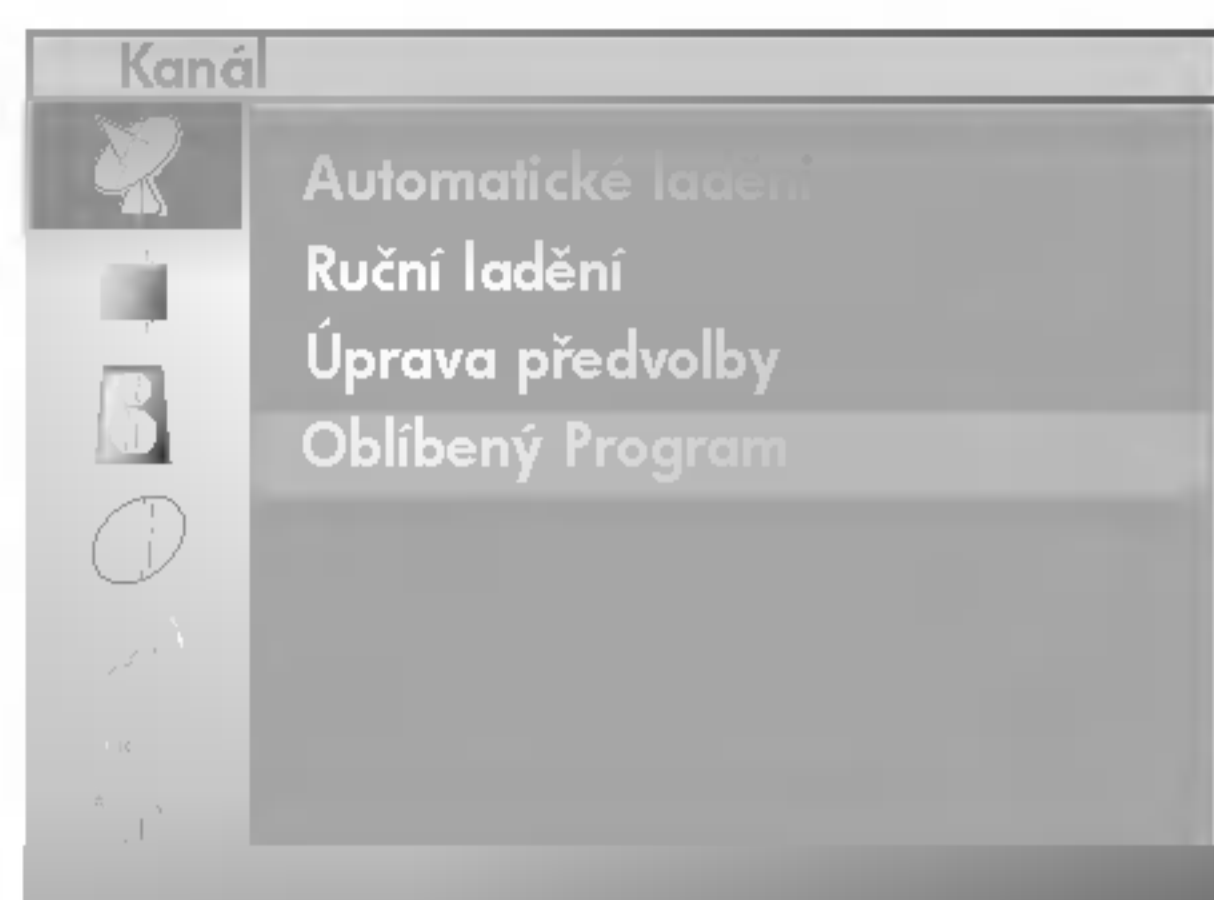 Kanál
Automatické ladění
Ruční ladění
Úprava předvolby
Oblíbený Program